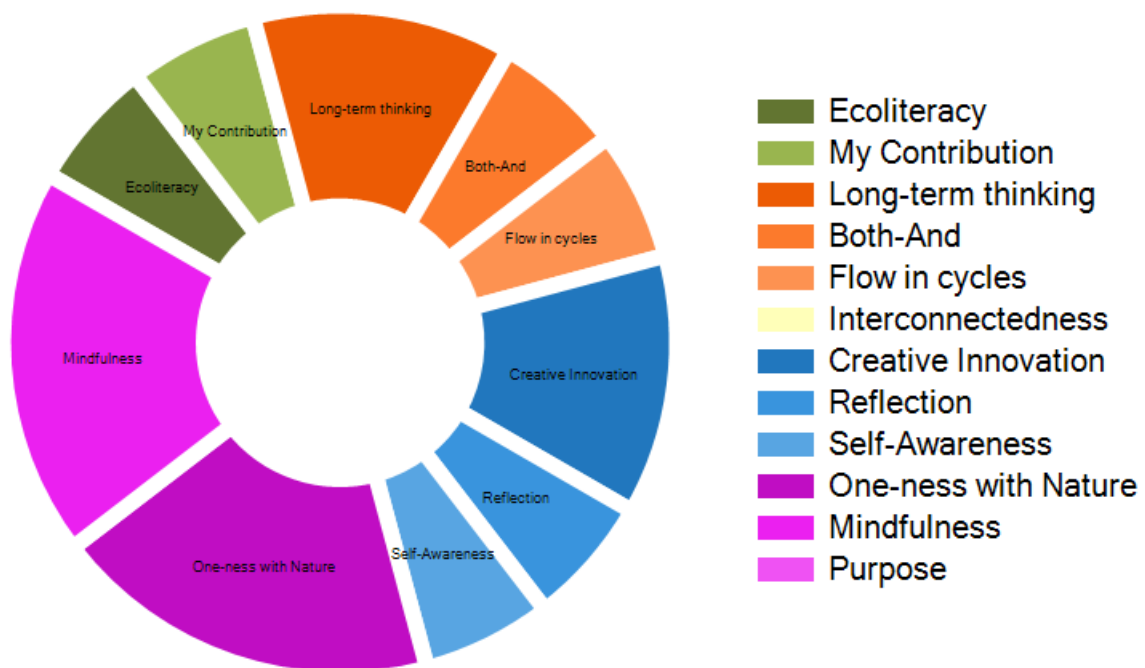 Long-term thinking
My Contribution
Both-And
Ecoliteracy
Flow in cycles
Mindfulness
Creative Innovation
Reflection
Self-Awareness
One-ness with Nature
Ecoliteracy
My Contribution
Long-term thinking
Both-And
Flow in cycles
Interconnectedness
Creative Innovation
Reflection
Self-Awareness
One-ness with Nature
Mindfulness
Purpose